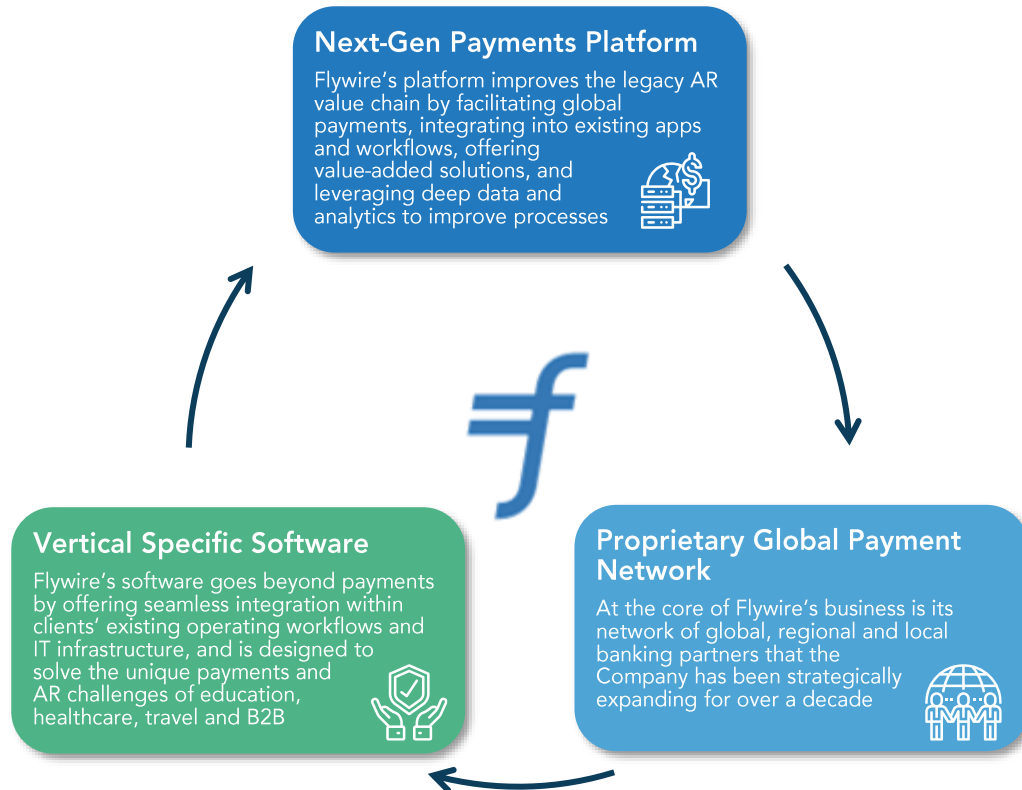 Next-Gen Payments Platform
Flywire’s platform improves the legacy AR
value chain by facilitating global
payments, integrating into existing apps
and workflows, offering
value-added solutions, and
leveraging deep data and
analytics to improve processes
Vertical Specific Software
Flywire’s software goes beyond payments
by offering seamless integration within
clients’ existing operating workflows and
IT infrastructure, and is designed to
solve the unique payments and
AR challenges of education,
healthcare, travel and B2B
Proprietary Global Payment
Network
At the core of Flywire’s business is its
network of global, regional and local
banking partners that the
Company has been strategically
expanding for over a decade